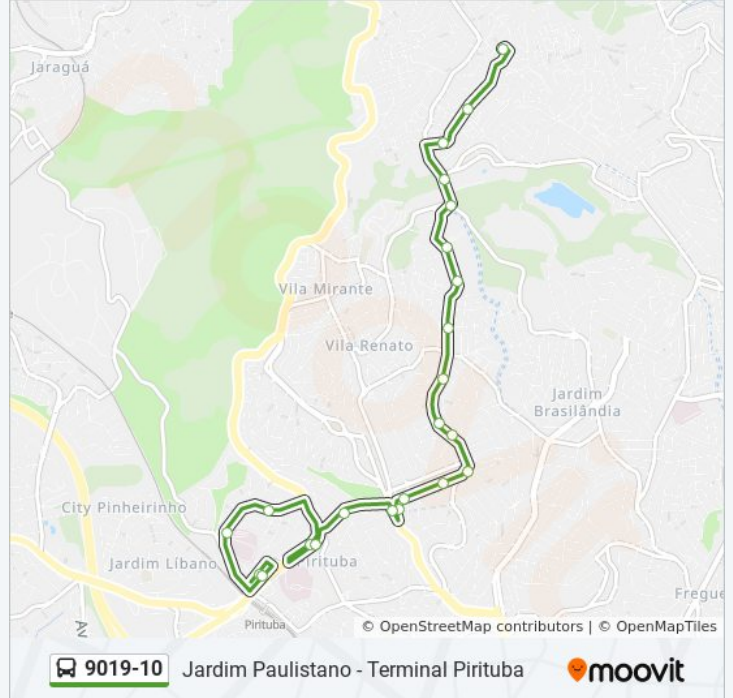 Jaraguá
Vila Mirante
Vila Renato
Jardim
Brasilândia
City Pinheirinho
Jardim Líbano
Pirituba
Fregue
Pirituba
Av
© OpenStreetMap contributors | © OpenMapTiles
9019-10 Jardim Paulistano - Terminal Pirituba moovit